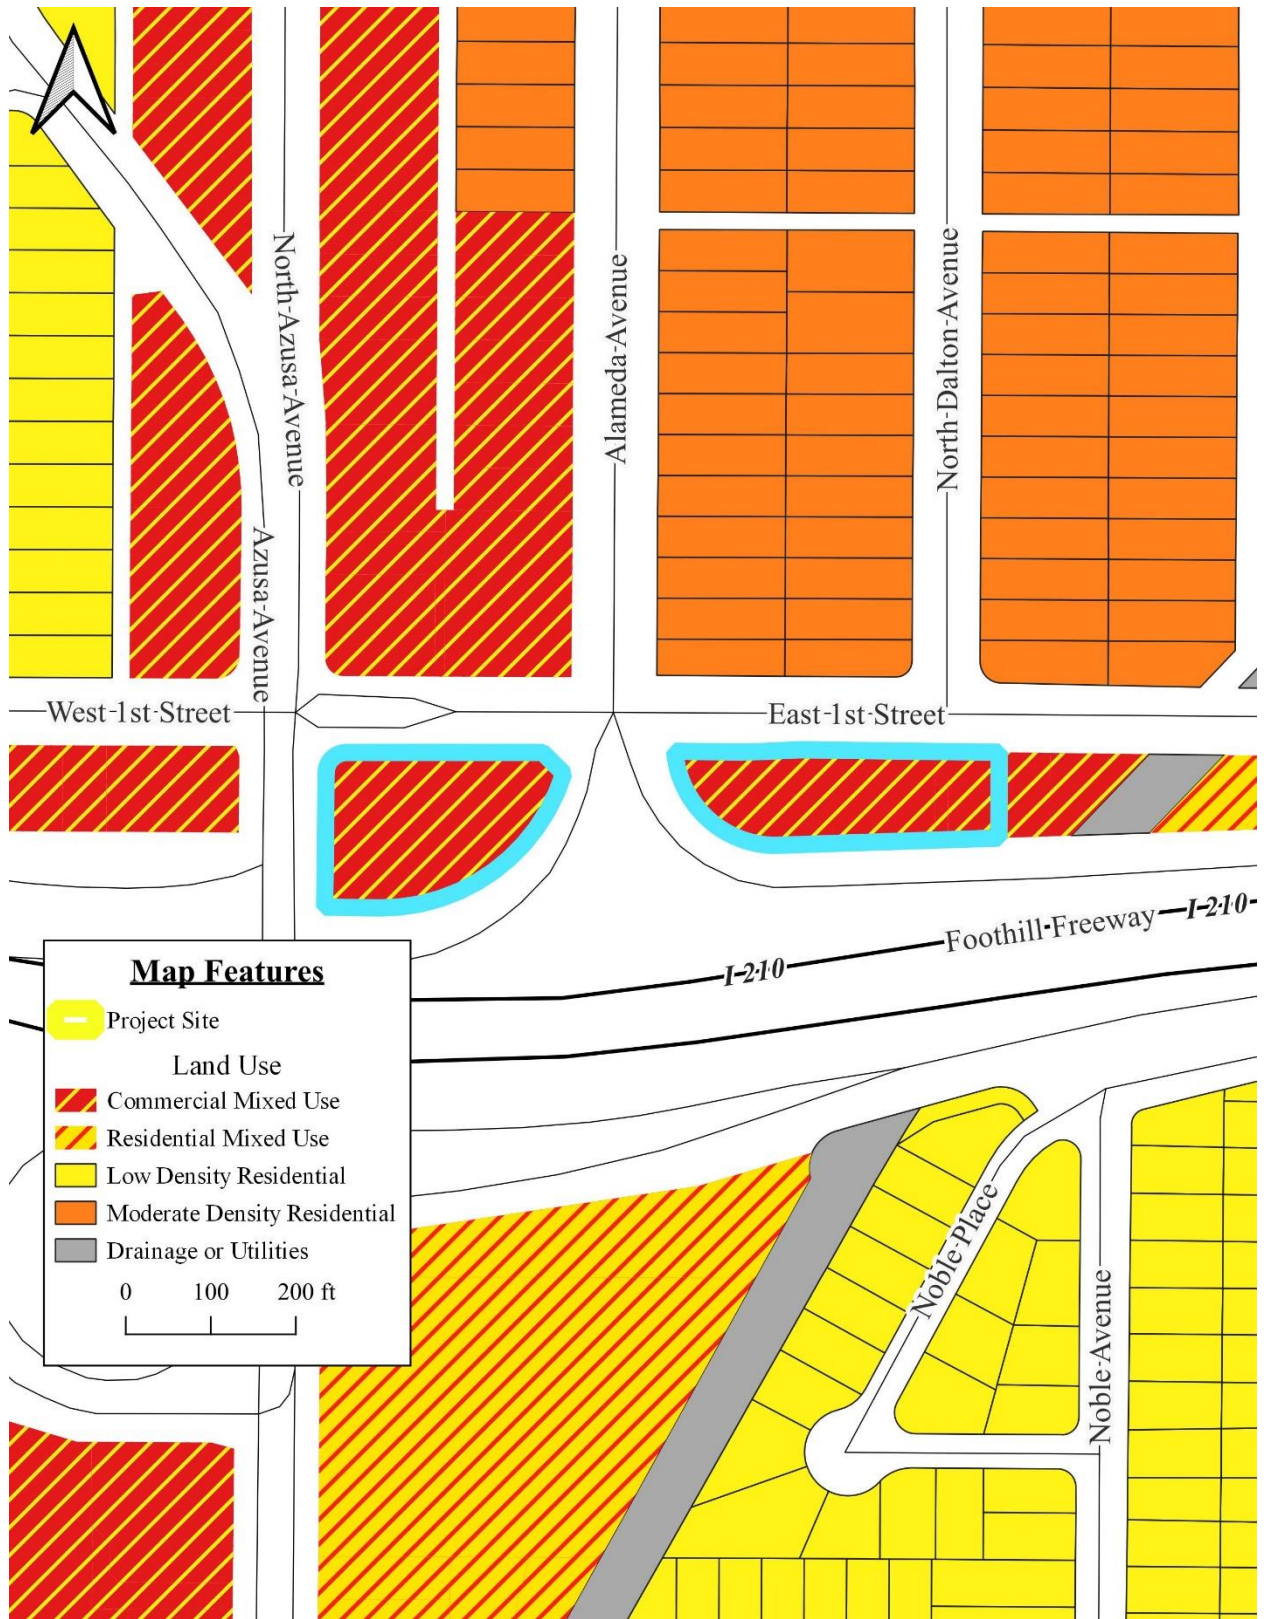 North Azusa Avenue
Alameda Avenue
North Dalton Avenue
Azusa Avenue
West 1st Street
East 1st Street
I-210
Foothill Freeway
I-210
Map Features
Project Site
Land Use
Commercial Mixed Use
Residential Mixed Use
Low Density Residential
Moderate Density Residential
Drainage or Utilities
0 100 200 ft
Noble Place
Noble Avenue